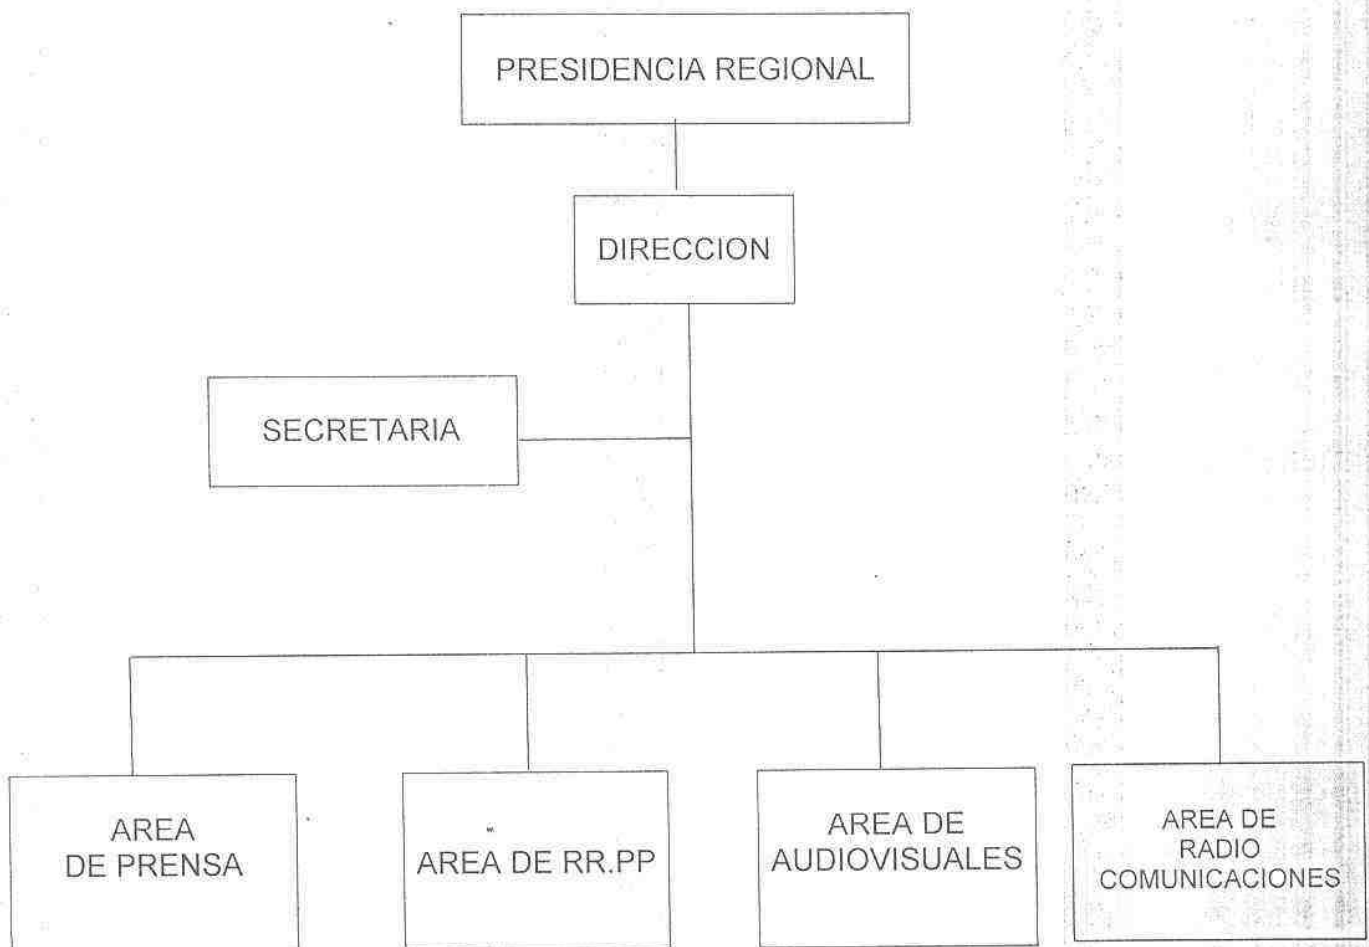 PRESIDENCIA REGIONAL
DIRECCION
SECRETARIA
AREA
DE PRENSA
AREA DE RR.PP
AREA DE
AUDIOVISUALES
AREA DE
RADIO
COMUNICACIONES